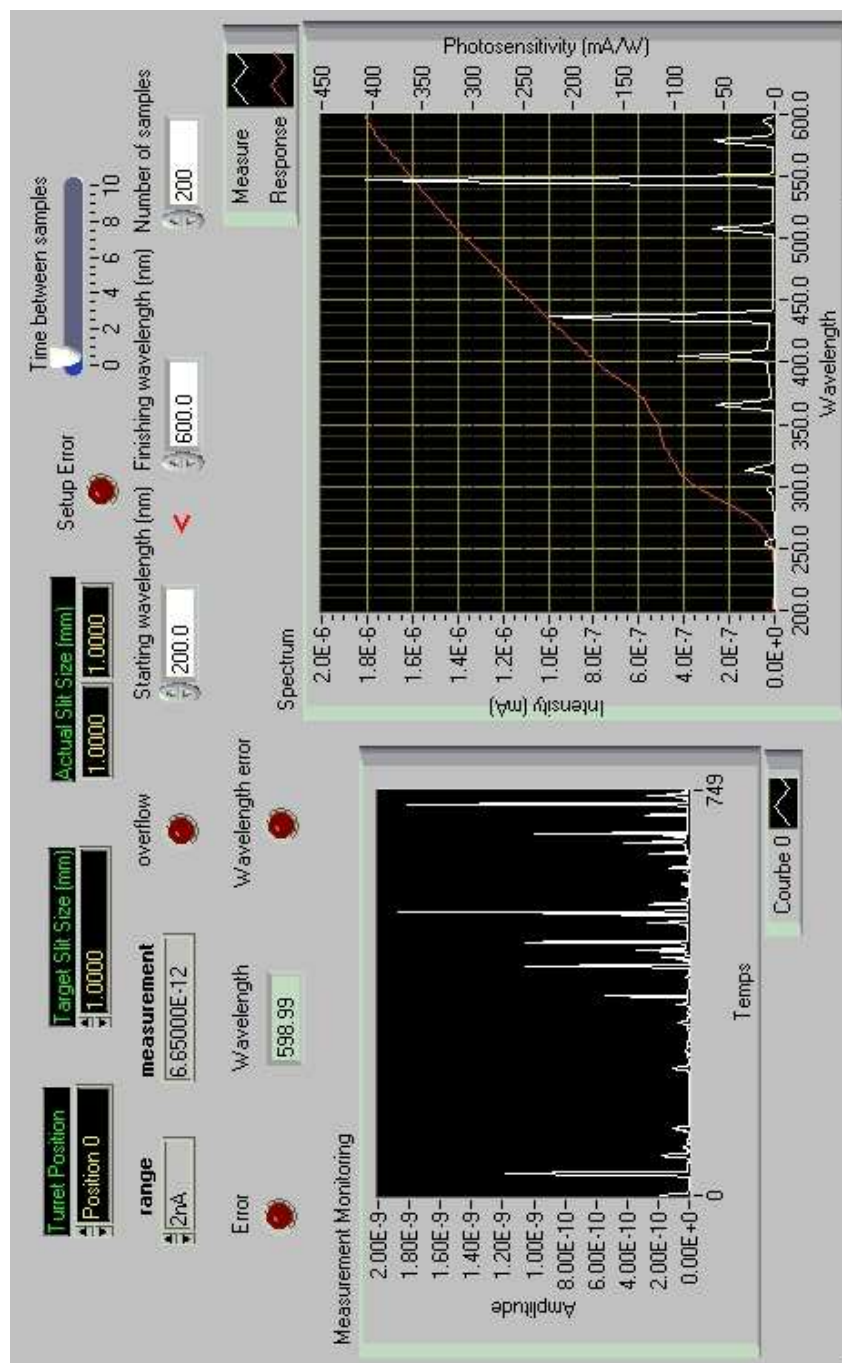 Turret Position
Position 0
Target Slit Size (mm)
1.0000
Actual Slit Size (mm)
1.0000 1.0000
Setup Error
Time between samples
0 2 4 6 8 10
range
2nA
measurement
6.65000E-12
overflow
Starting wavelength (nm)
200.0
<
Finishing wavelength (nm)
600.0
Number of samples
200
Error
Wavelength
598.99
Wavelength error
Measurement Monitoring
Amplitude
2.00E-9
1.80E-9
1.60E-9
1.40E-9
1.20E-9
1.00E-9
8.00E-10
6.00E-10
4.00E-10
2.00E-10
0.00E+0
0 749
Temps
Courbe 0
Spectrum
Measure
Response
Intensity (mA)
2.0E-6
1.8E-6
1.6E-6
1.4E-6
1.2E-6
1.0E-6
8.0E-7
6.0E-7
4.0E-7
2.0E-7
0.0E+0
200.0 250.0 300.0 350.0 400.0 450.0 500.0 550.0 600.0
Wavelength
Photosensitivity (mA/W)
450
400
350
300
250
200
150
100
50
0